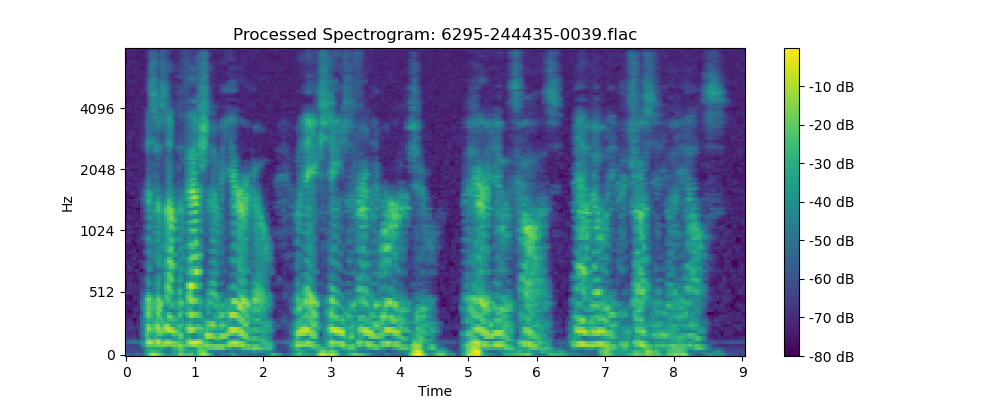 Processed Spectrogram: 6295-244435-0039.flac
Hz
4096
2048
1024
512
0
0 1 2 3 4 5 6 7 8 9
Time
-10 dB
-20 dB
-30 dB
-40 dB
-50 dB
-60 dB
-70 dB
-80 dB